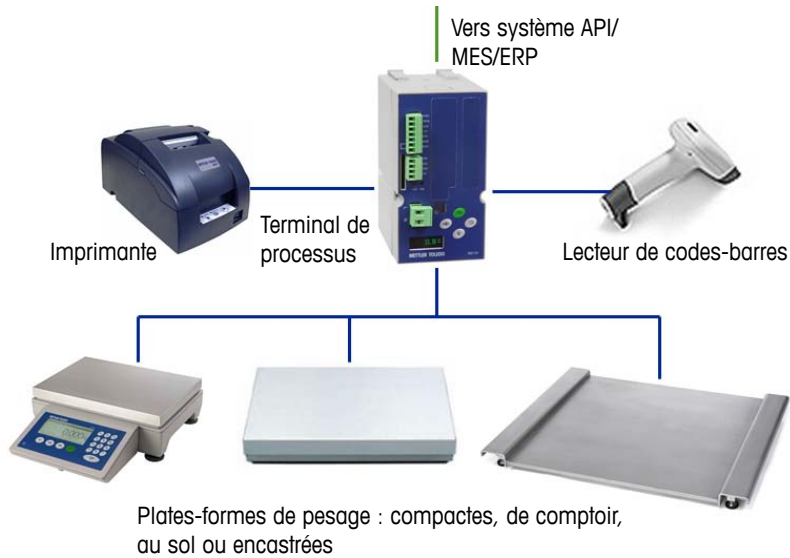 Vers système API/
MES/ERP
Imprimante
Terminal de
processus
Lecteur de codes-barres
METTLER TOLEDO
Plates-formes de pesage : compactes, de comptoir,
au sol ou encastrées